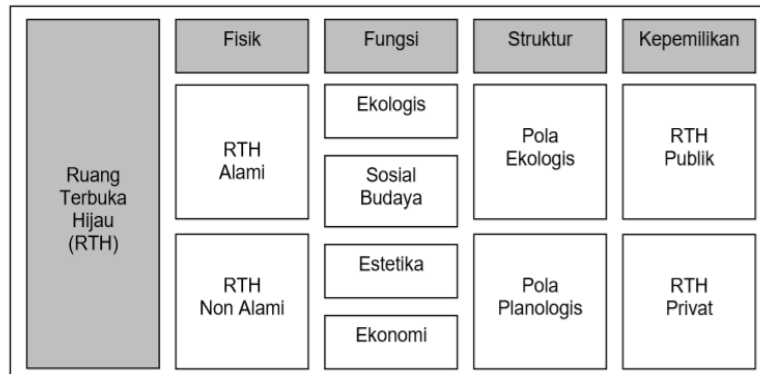 Ruang
Terbuka
Hijau
(RTH)
Fisik
RTH
Alami
RTH
Non Alami
Fungsi
Ekologis
Sosial
Budaya
Estetika
Ekonomi
Struktur
Pola
Ekologis
Pola
Planologis
Kepemilikan
RTH
Publik
RTH
Privat